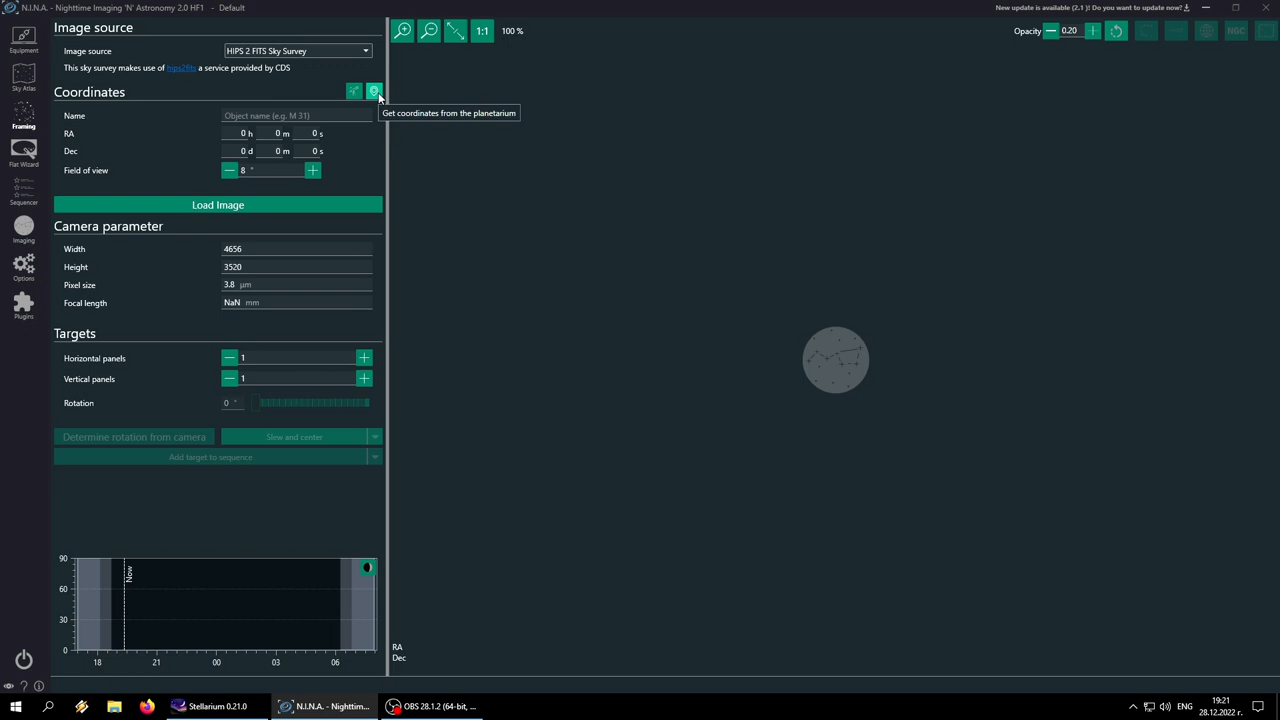 N.I.N.A. - Nighttime Imaging 'N' Astronomy 2.0 HF1 - Default
New update is available (2.1 )! Do you want to update now?
Image source
Image source
HIPS 2 FITS Sky Survey
This sky survey makes use of hips2fits a service provided by CDS
Coordinates
Get coordinates from the planetarium
Name
Object name (e.g. M 31)
RA
0 h 0 m 0 s
Dec
0 d 0 m 0 s
Field of view
8 °
Load Image
Camera parameter
Width
4656
Height
3520
Pixel size
3.8 µm
Focal length
NaN mm
Targets
Horizontal panels
1
Vertical panels
1
Rotation
0 °
Determine rotation from camera
Slew and center
Add target to sequence
90
60
30
0
Now
18 21 00 03 06
Equipment
Sky Atlas
Framing
Flat Wizard
Sequencer
Imaging
Options
Plugins
1:1
100 %
Opacity
0.20
NGC
RA
Dec
Stellarium 0.21.0
N.I.N.A. - Nighttim...
OBS 28.1.2 (64-bit, ...
ENG
19:21
28.12.2022 г.